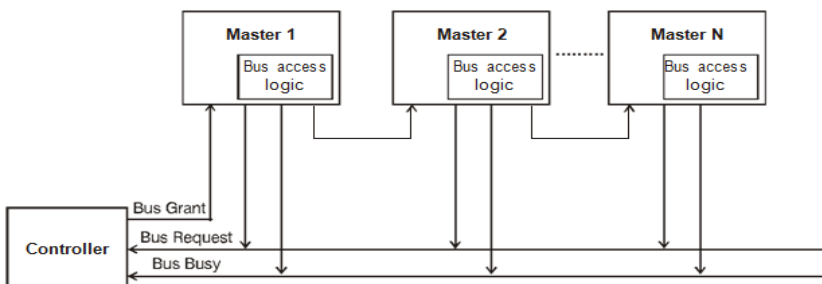 Master 1
Bus access
logic
Master 2
Bus access
logic
Master N
Bus access
logic
Bus Grant
Controller
Bus Request
Bus Busy